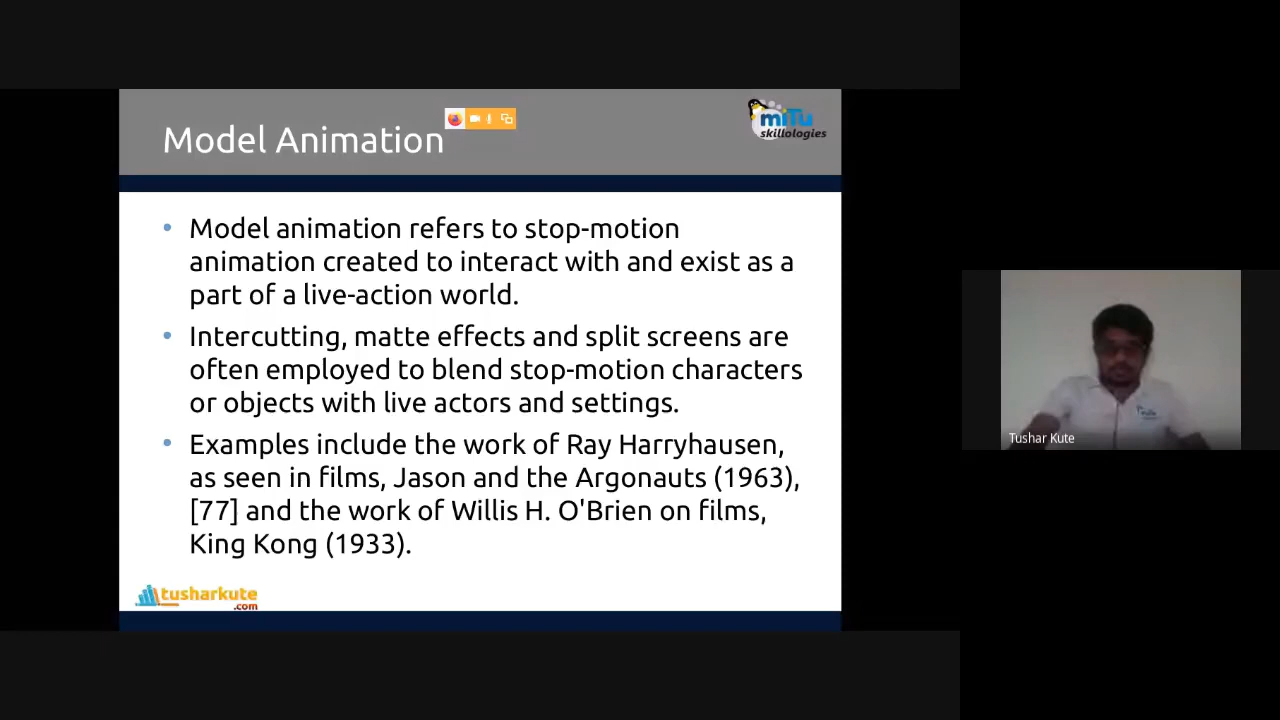 Model Animation
miTu
skillologies
• Model animation refers to stop-motion
animation created to interact with and exist as a
part of a live-action world.
• Intercutting, matte effects and split screens are
often employed to blend stop-motion characters
or objects with live actors and settings.
• Examples include the work of Ray Harryhausen,
as seen in films, Jason and the Argonauts (1963),
[77] and the work of Willis H. O'Brien on films,
King Kong (1933).
tusharkute
.com
miTu
Tushar Kute